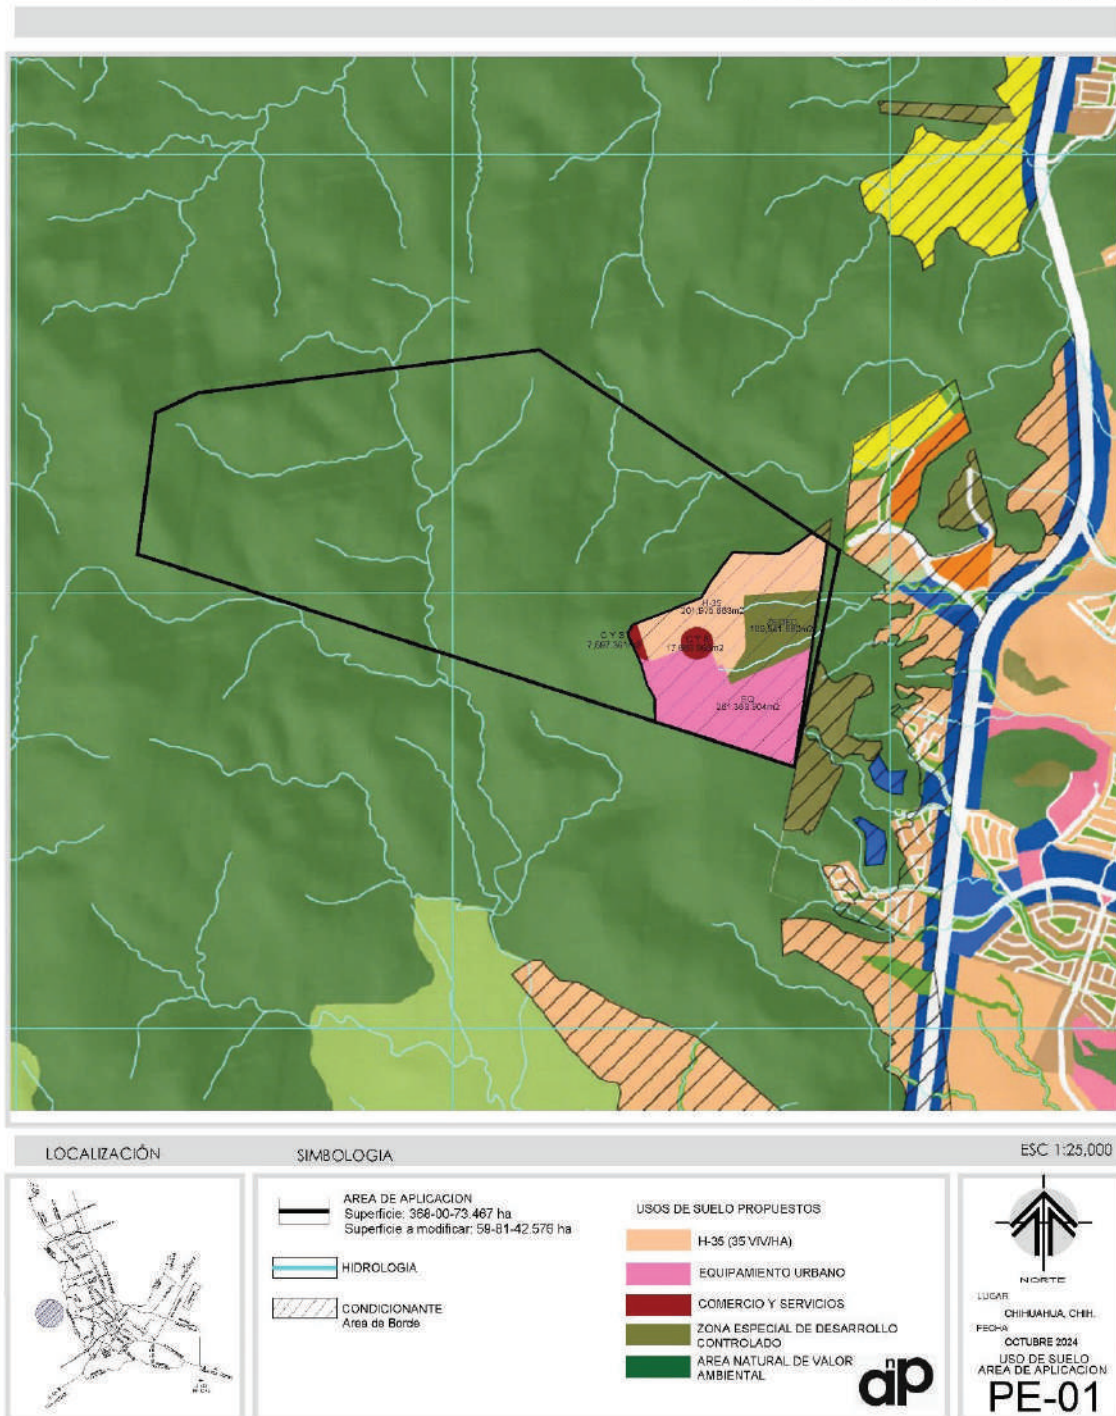 H-35
C Y S
EQ
LOCALIZACIÓN
SIMBOLOGIA
ESC 1:25,000
AREA DE APLICACION
Superficie: 368-00-73.467 ha
Superficie a modificar: 59-81-42.576 ha
HIDROLOGIA
CONDICIONANTE
Area de Borde
USOS DE SUELO PROPUESTOS
H-35 (35 VIV/HA)
EQUIPAMIENTO URBANO
COMERCIO Y SERVICIOS
ZONA ESPECIAL DE DESARROLLO
CONTROLADO
AREA NATURAL DE VALOR
AMBIENTAL
NORTE
LUGAR
CHIHUAHUA, CHIH.
FECHA
OCTUBRE 2024
USO DE SUELO
AREA DE APLICACION
PE-01